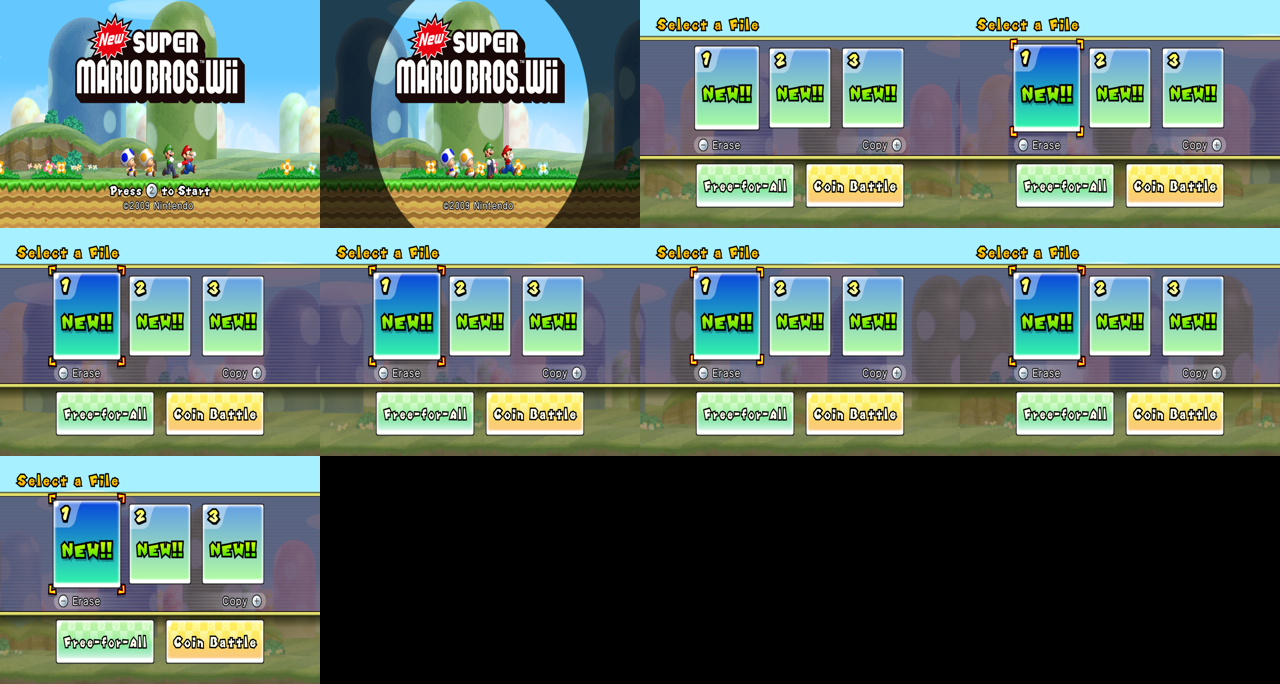 New
SUPER
MARIO BROS.Wii
TM
Press 2 to Start
©2009 Nintendo
New
SUPER
MARIO BROS.Wii
TM
©2009 Nintendo
Select a File
1
2
3
NEW!!
NEW!!
NEW!!
- Erase
Copy +
Free-for-All
Coin Battle
Select a File
1
2
3
NEW!!
NEW!!
NEW!!
- Erase
Copy +
Free-for-All
Coin Battle
Select a File
1
2
3
NEW!!
NEW!!
NEW!!
- Erase
Copy +
Free-for-All
Coin Battle
Select a File
1
2
3
NEW!!
NEW!!
NEW!!
- Erase
Copy +
Free-for-All
Coin Battle
Select a File
1
2
3
NEW!!
NEW!!
NEW!!
- Erase
Copy +
Free-for-All
Coin Battle
Select a File
1
2
3
NEW!!
NEW!!
NEW!!
- Erase
Copy +
Free-for-All
Coin Battle
Select a File
1
2
3
NEW!!
NEW!!
NEW!!
- Erase
Copy +
Free-for-All
Coin Battle